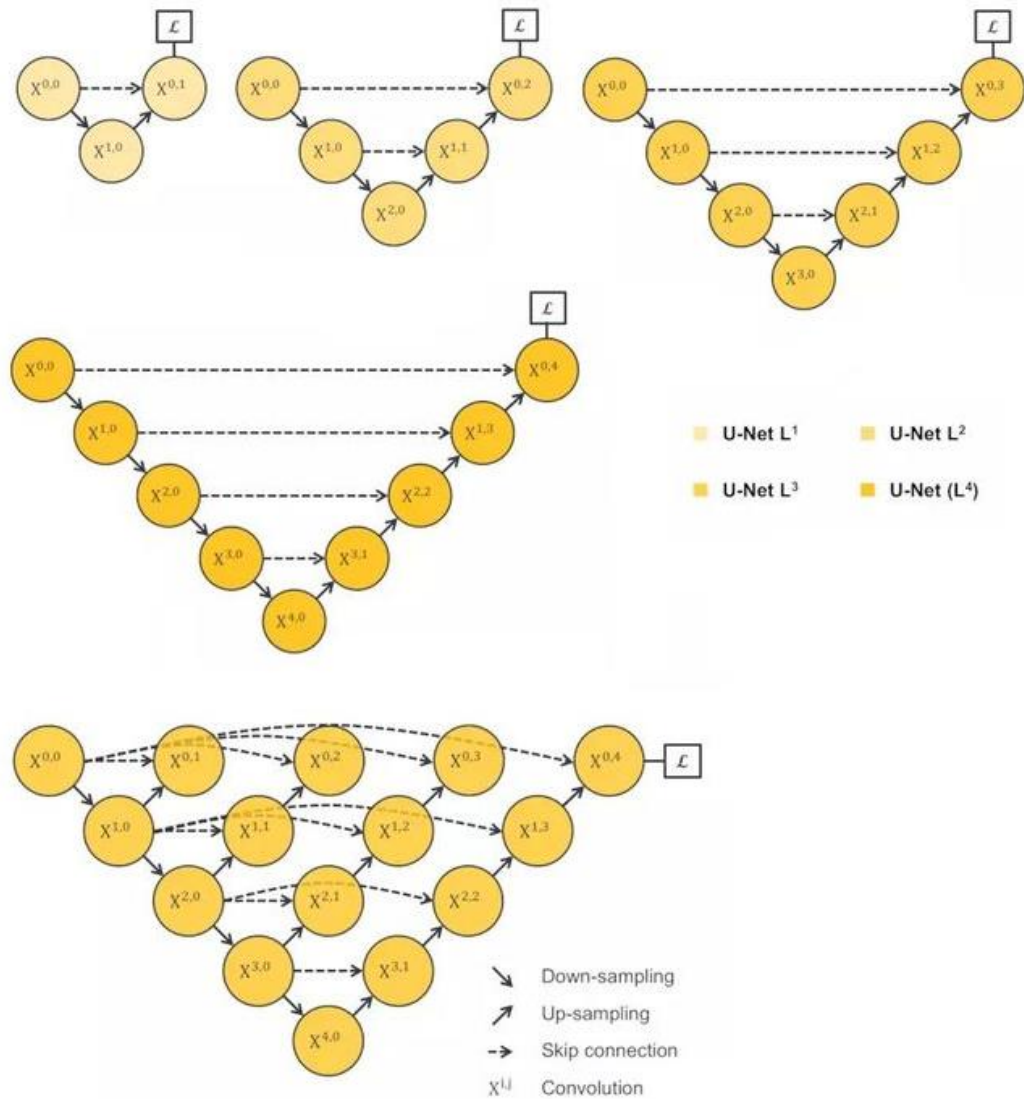 ℒ ℒ ℒ
X⁰,⁰ X⁰,¹ X⁰,⁰ X⁰,² X⁰,⁰ X⁰,³
X¹,⁰ X¹,⁰ X¹,¹ X¹,⁰ X¹,²
X²,⁰ X²,⁰ X²,¹
X³,⁰
ℒ
X⁰,⁰ X⁰,⁴
X¹,⁰ X¹,³
U-Net L¹ U-Net L²
X²,⁰ X²,²
U-Net L³ U-Net (L⁴)
X³,⁰ X³,¹
X⁴,⁰
X⁰,⁰ X⁰,¹ X⁰,² X⁰,³ X⁰,⁴ ℒ
X¹,⁰ X¹,¹ X¹,² X¹,³
X²,⁰ X²,¹ X²,²
X³,⁰ X³,¹
X⁴,⁰
Down-sampling
Up-sampling
Skip connection
Xⁱ,ʲ Convolution